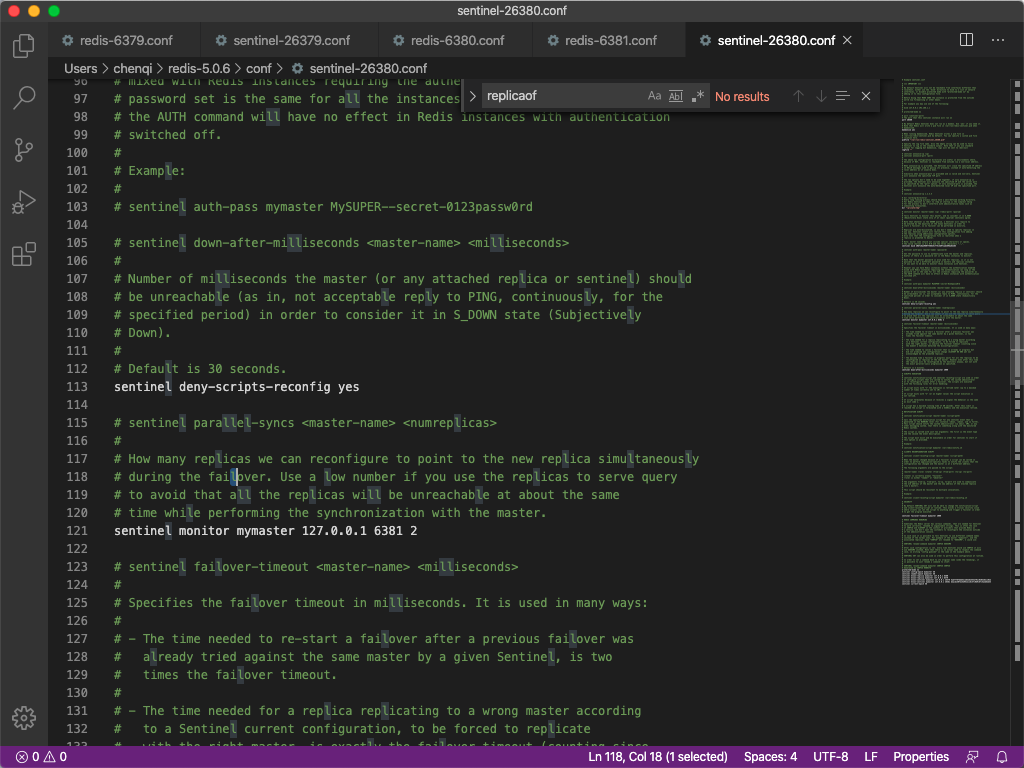 sentinel-26380.conf
redis-6379.conf
sentinel-26379.conf
redis-6380.conf
redis-6381.conf
sentinel-26380.conf
Users > chenqi > redis-5.0.6 > conf > sentinel-26380.conf
replicaof
Aa
Abl
.*
No results
96 # mixed with Redis instances requiring the authe
97 # password set is the same for all the instances
98 # the AUTH command will have no effect in Redis instances with authentication
99 # switched off.
100 #
101 # Example:
102 #
103 # sentinel auth-pass mymaster MySUPER--secret-0123passw0rd
104
105 # sentinel down-after-milliseconds <master-name> <milliseconds>
106 #
107 # Number of milliseconds the master (or any attached replica or sentinel) should
108 # be unreachable (as in, not acceptable reply to PING, continuously, for the
109 # specified period) in order to consider it in S_DOWN state (Subjectively
110 # Down).
111 #
112 # Default is 30 seconds.
113 sentinel deny-scripts-reconfig yes
114
115 # sentinel parallel-syncs <master-name> <numreplicas>
116 #
117 # How many replicas we can reconfigure to point to the new replica simultaneously
118 # during the failover. Use a low number if you use the replicas to serve query
119 # to avoid that all the replicas will be unreachable at about the same
120 # time while performing the synchronization with the master.
121 sentinel monitor mymaster 127.0.0.1 6381 2
122
123 # sentinel failover-timeout <master-name> <milliseconds>
124 #
125 # Specifies the failover timeout in milliseconds. It is used in many ways:
126 #
127 # - The time needed to re-start a failover after a previous failover was
128 #   already tried against the same master by a given Sentinel, is two
129 #   times the failover timeout.
130 #
131 # - The time needed for a replica replicating to a wrong master according
132 #   to a Sentinel current configuration, to be forced to replicate
133 #   with the right master, is exactly the failover timeout (counting since
0
0
Ln 118, Col 18 (1 selected)
Spaces: 4
UTF-8
LF
Properties